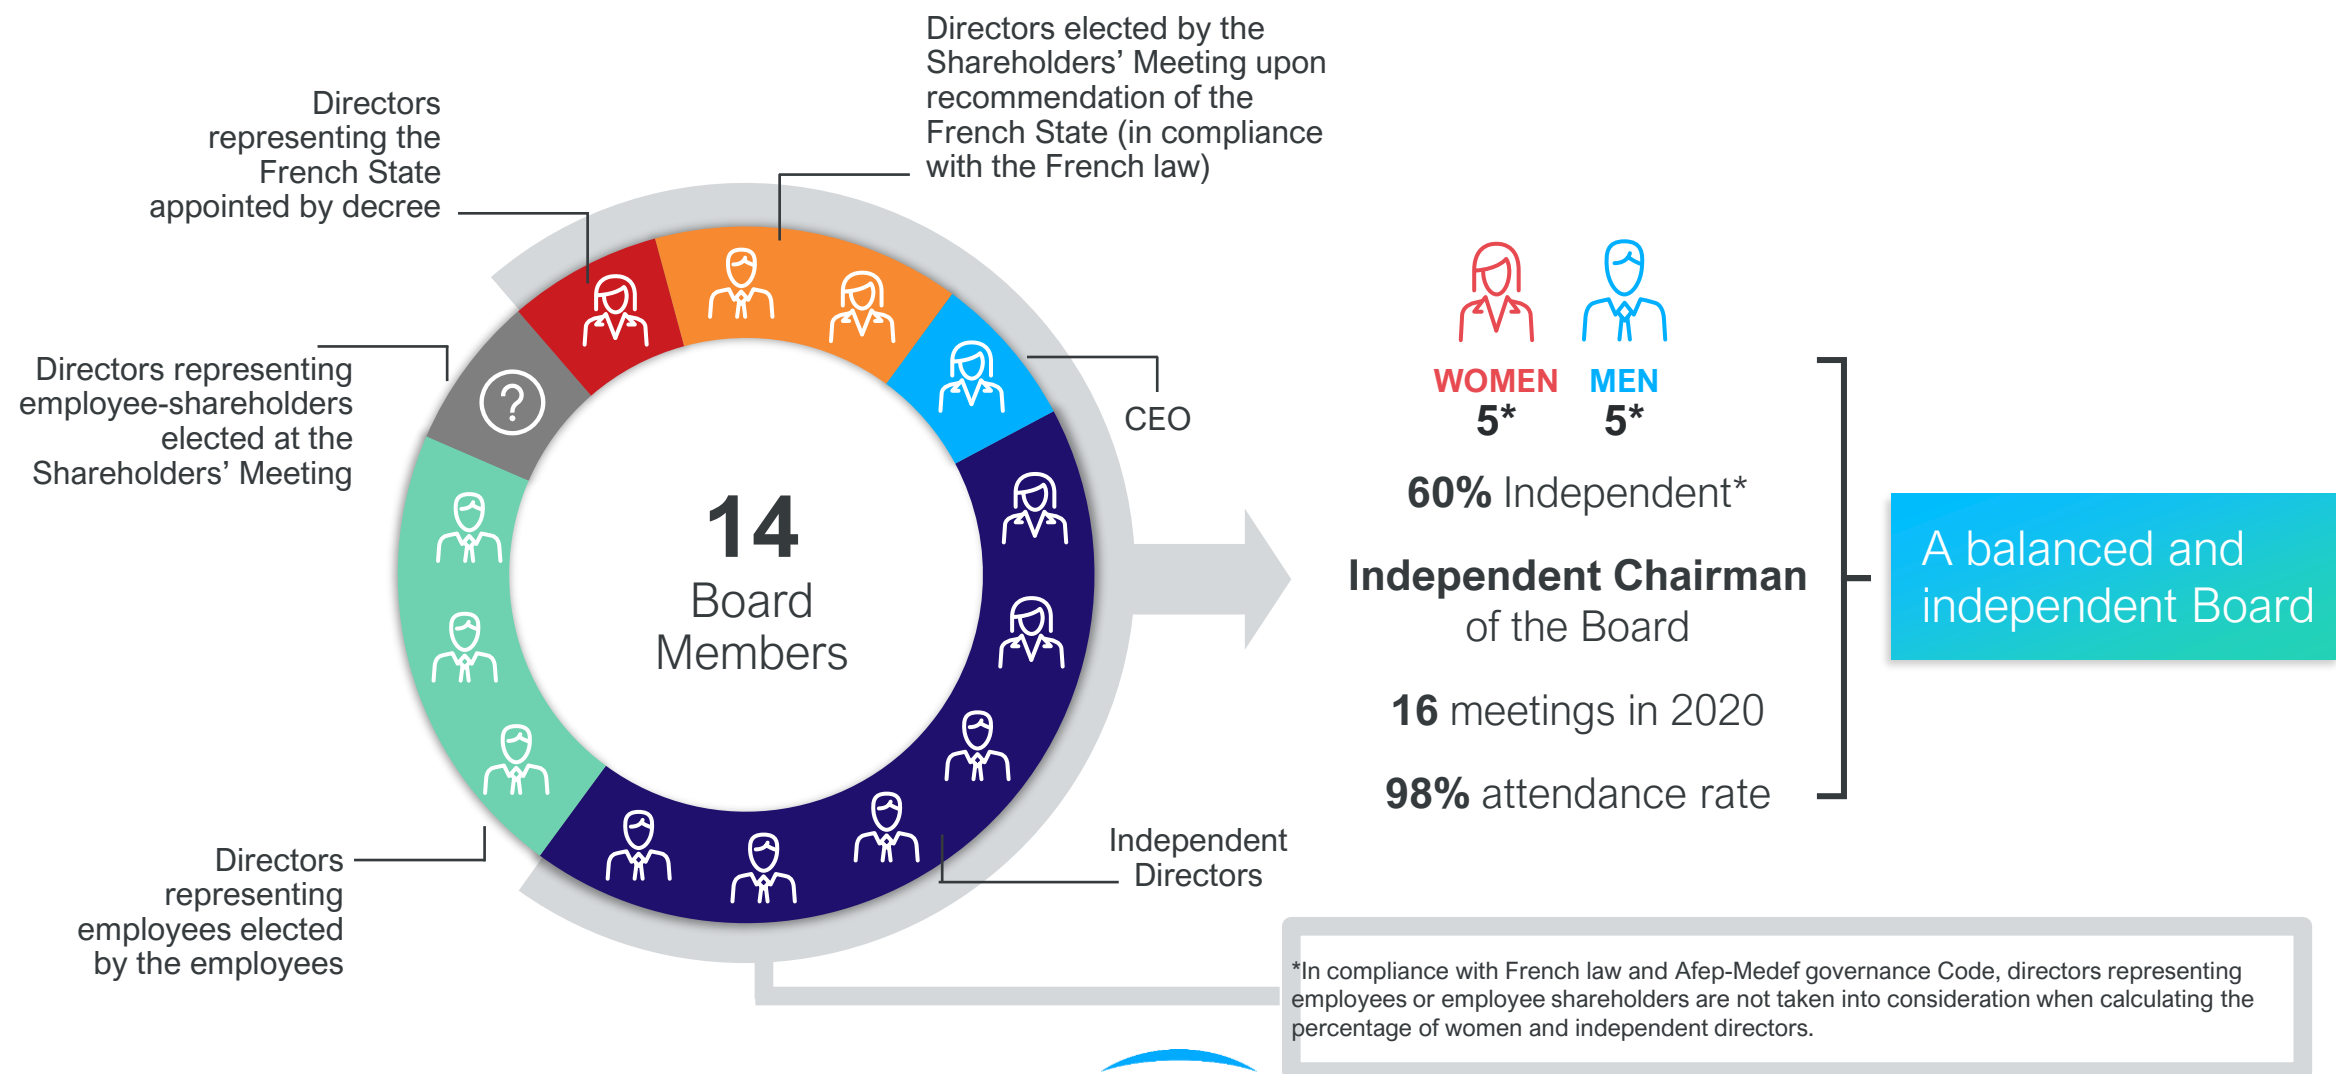 Directors elected by the
Shareholders’ Meeting upon
recommendation of the
French State (in compliance
with the French law)
Directors
representing the
French State
appointed by decree
Directors representing
employee-shareholders
elected at the
Shareholders’ Meeting
?
CEO
14
Board
Members
Directors
representing
employees elected
by the employees
Independent
Directors
WOMEN
5*
MEN
5*
60% Independent*
Independent Chairman
of the Board
16 meetings in 2020
98% attendance rate
A balanced and
independent Board
*In compliance with French law and Afep-Medef governance Code, directors representing
employees or employee shareholders are not taken into consideration when calculating the
percentage of women and independent directors.